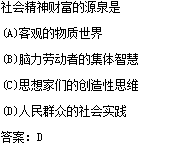 社会精神财富的源泉是
(A)客观的物质世界
(B)脑力劳动者的集体智慧
(C)思想家们的创造性思维
(D)人民群众的社会实践
答案：D